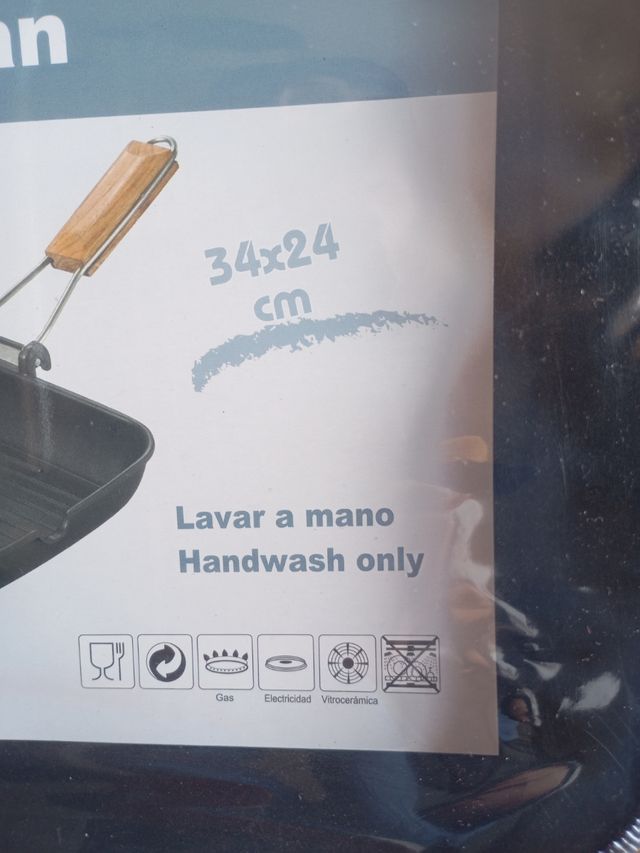 an
34x24
cm
Lavar a mano
Handwash only
Gas
Electricidad
Vitrocerámica